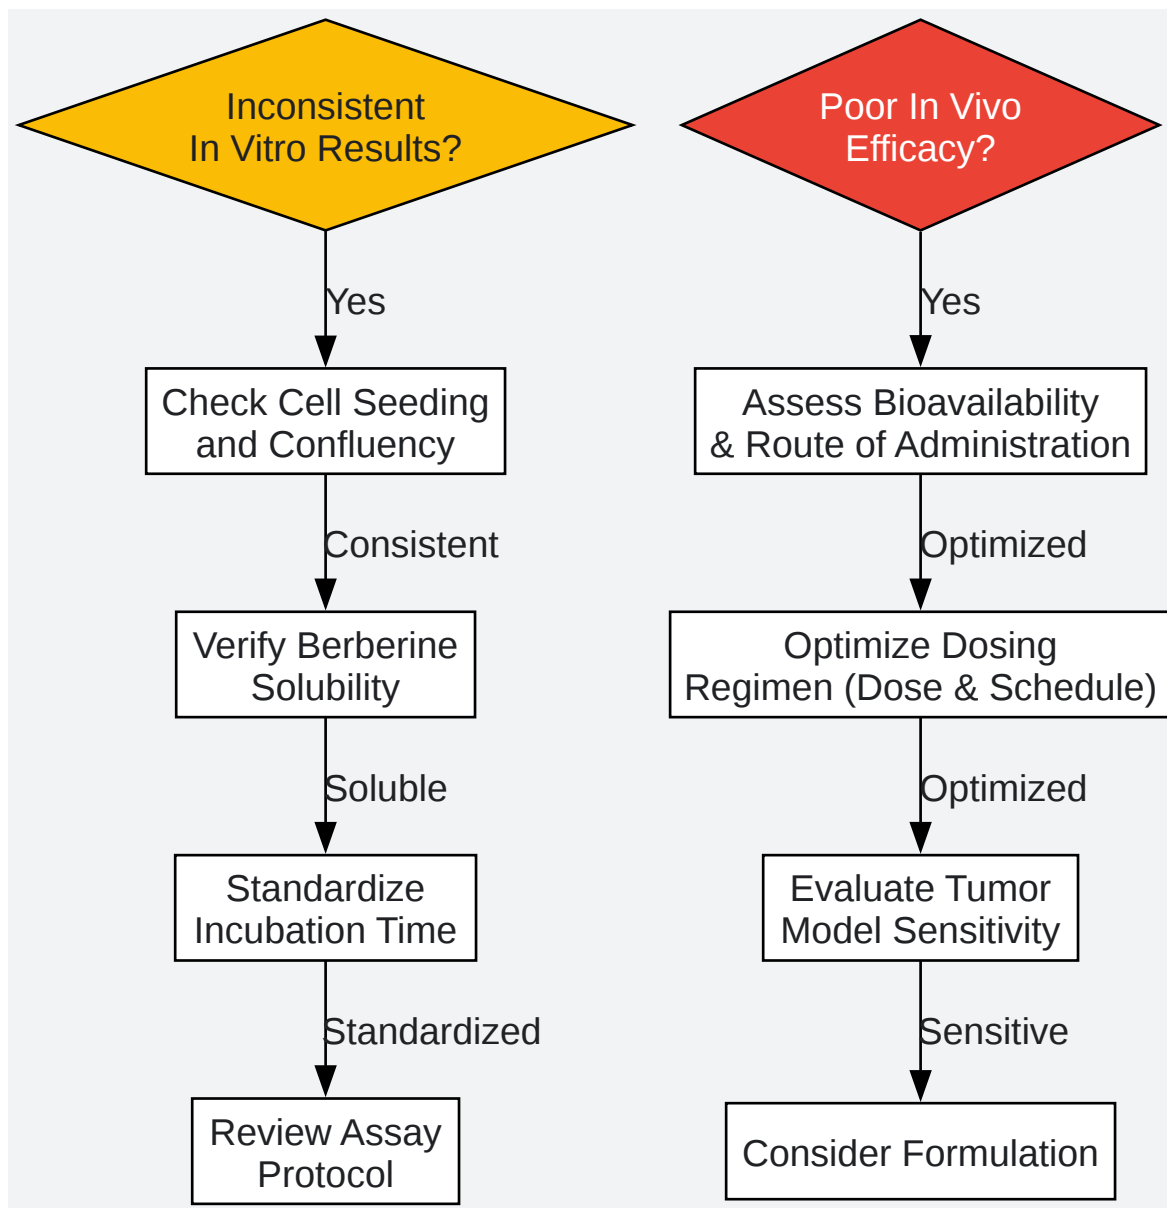 Inconsistent
In Vitro Results?
Yes
Check Cell Seeding
and Confluency
Consistent
Verify Berberine
Solubility
Soluble
Standardize
Incubation Time
Standardized
Review Assay
Protocol
Poor In Vivo
Efficacy?
Yes
Assess Bioavailability
& Route of Administration
Optimized
Optimize Dosing
Regimen (Dose & Schedule)
Optimized
Evaluate Tumor
Model Sensitivity
Sensitive
Consider Formulation